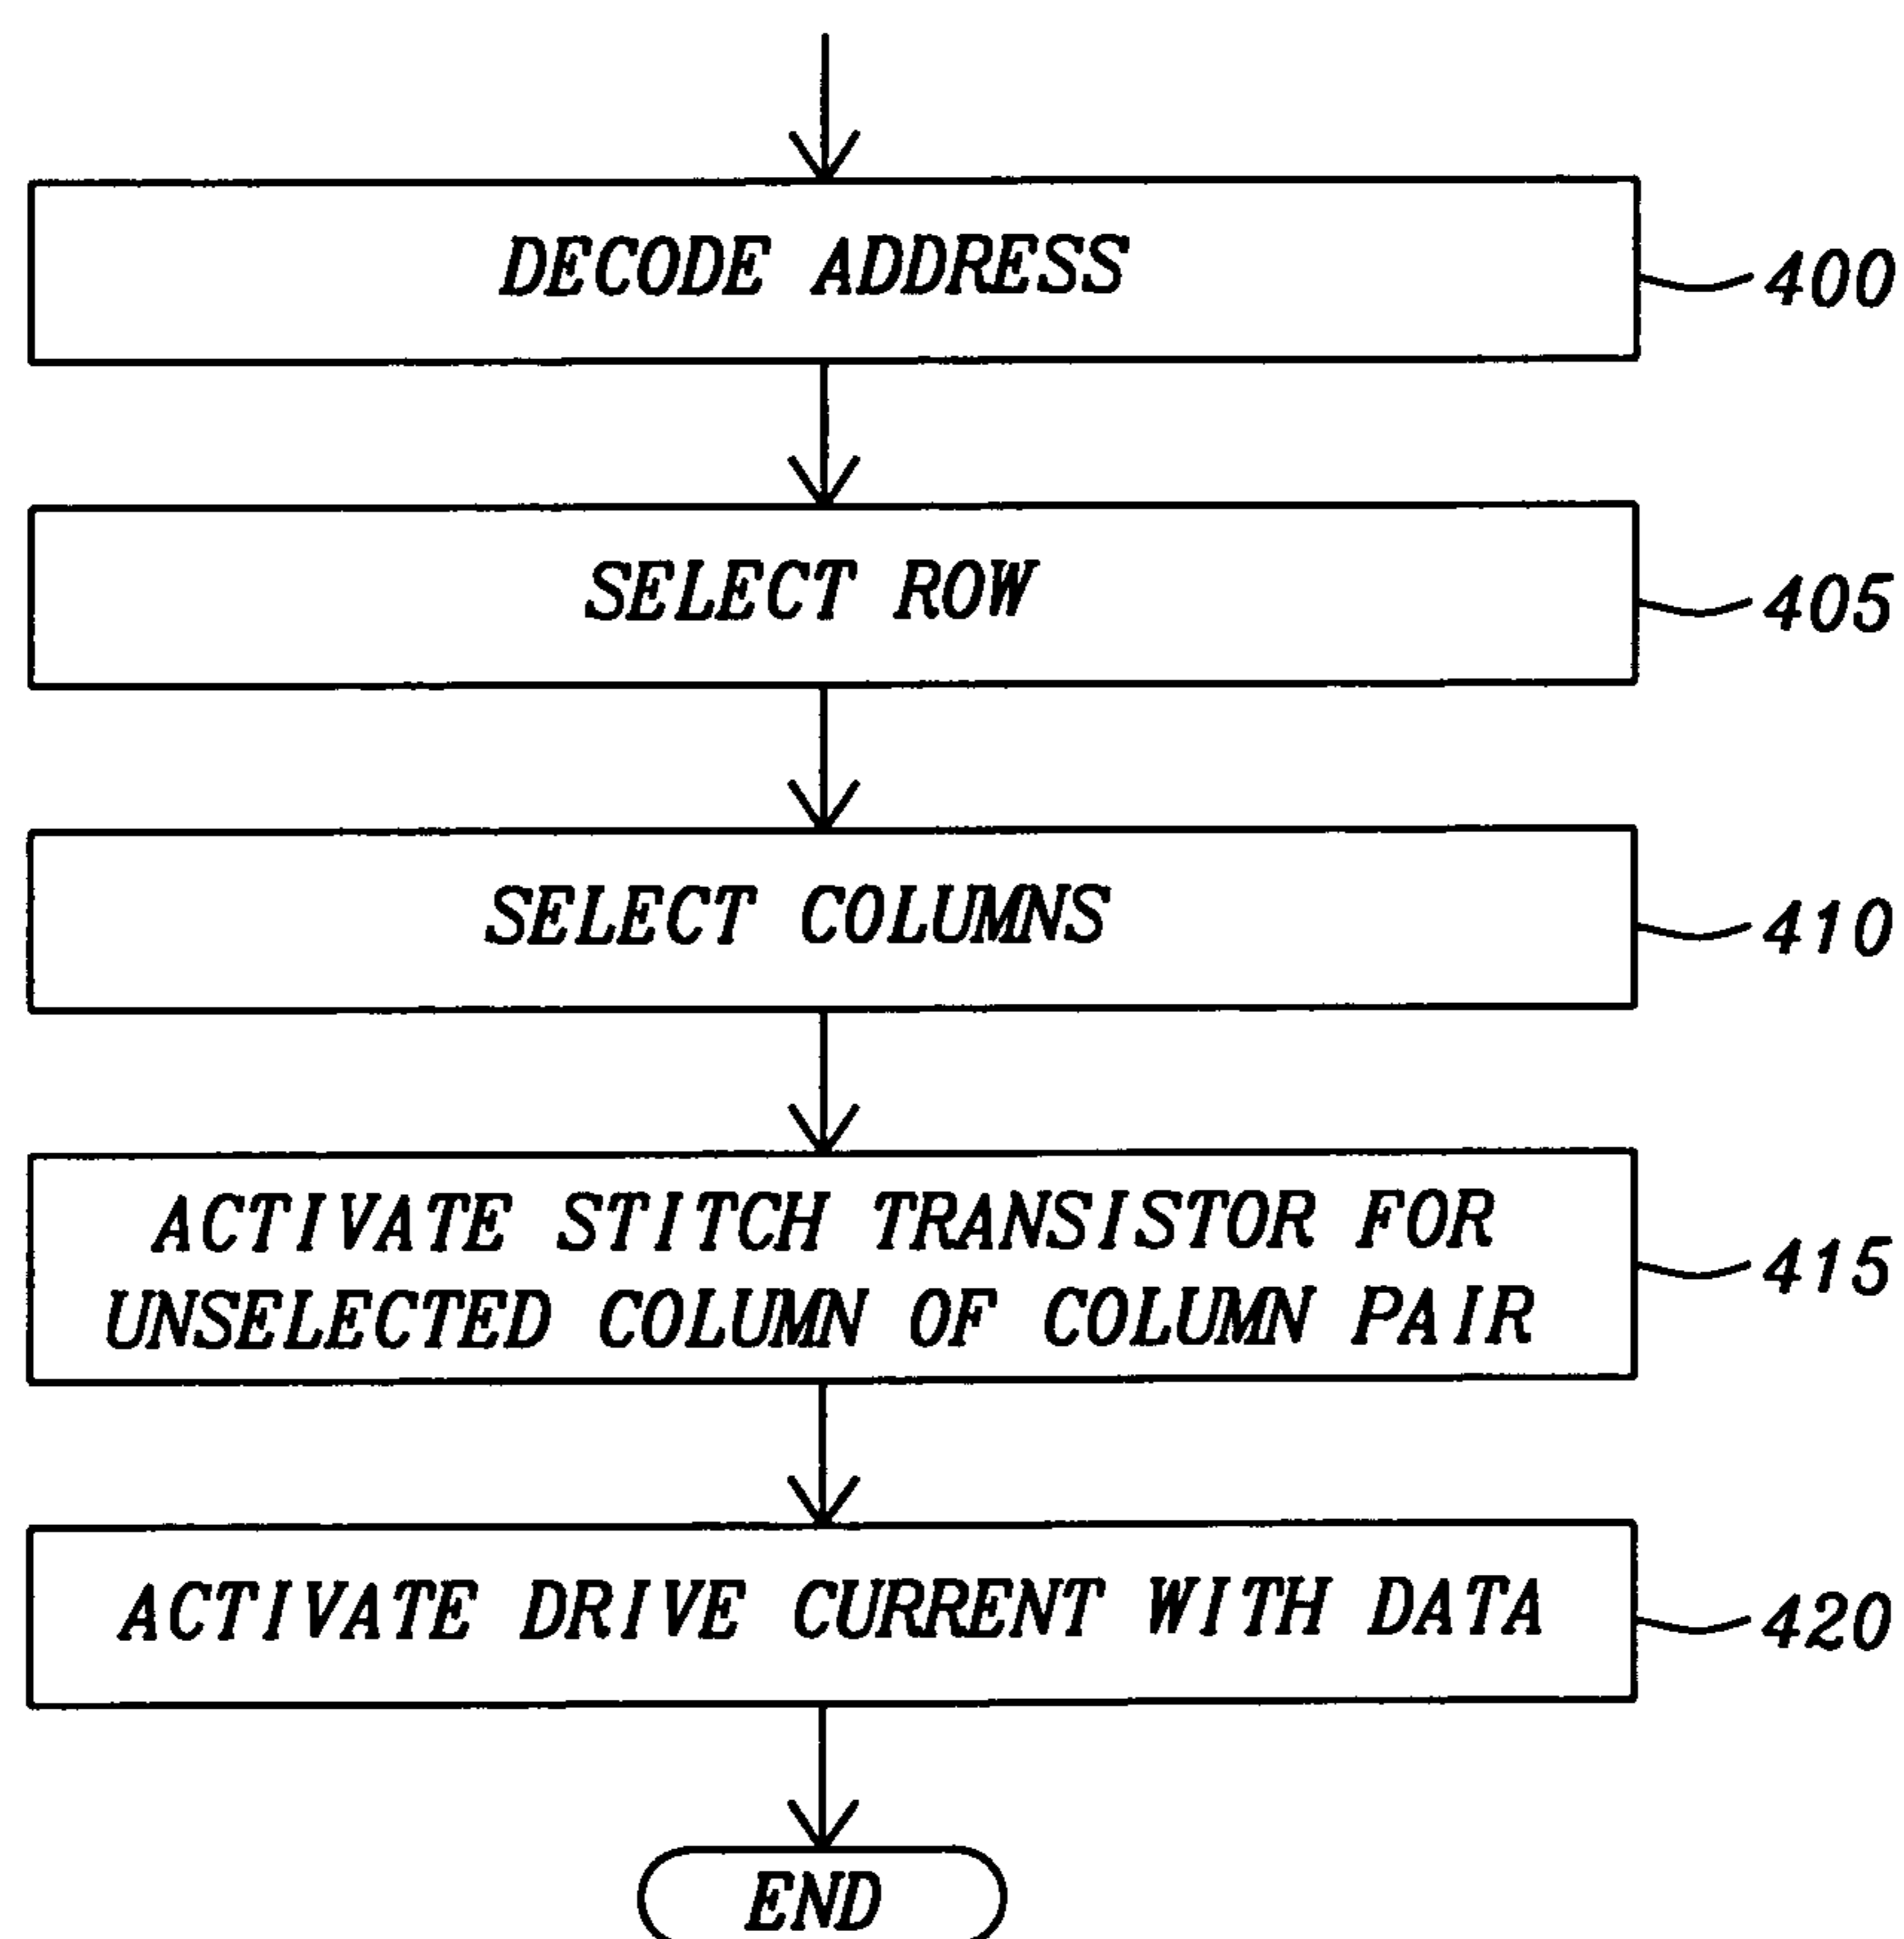 DECODE ADDRESS
400
SELECT ROW
405
SELECT COLUMNS
410
ACTIVATE STITCH TRANSISTOR FOR
UNSELECTED COLUMN OF COLUMN PAIR
415
ACTIVATE DRIVE CURRENT WITH DATA
420
END